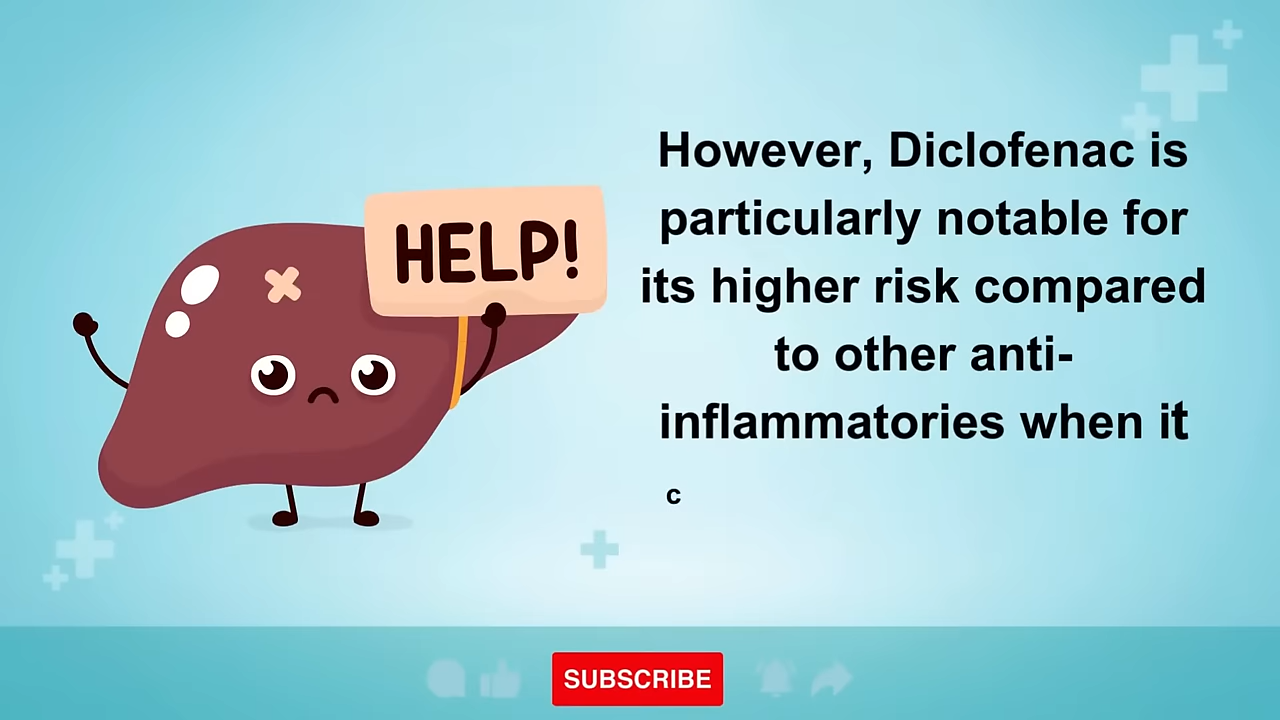 HELP!
However, Diclofenac is
particularly notable for
its higher risk compared
to other anti-
inflammatories when it
c
SUBSCRIBE